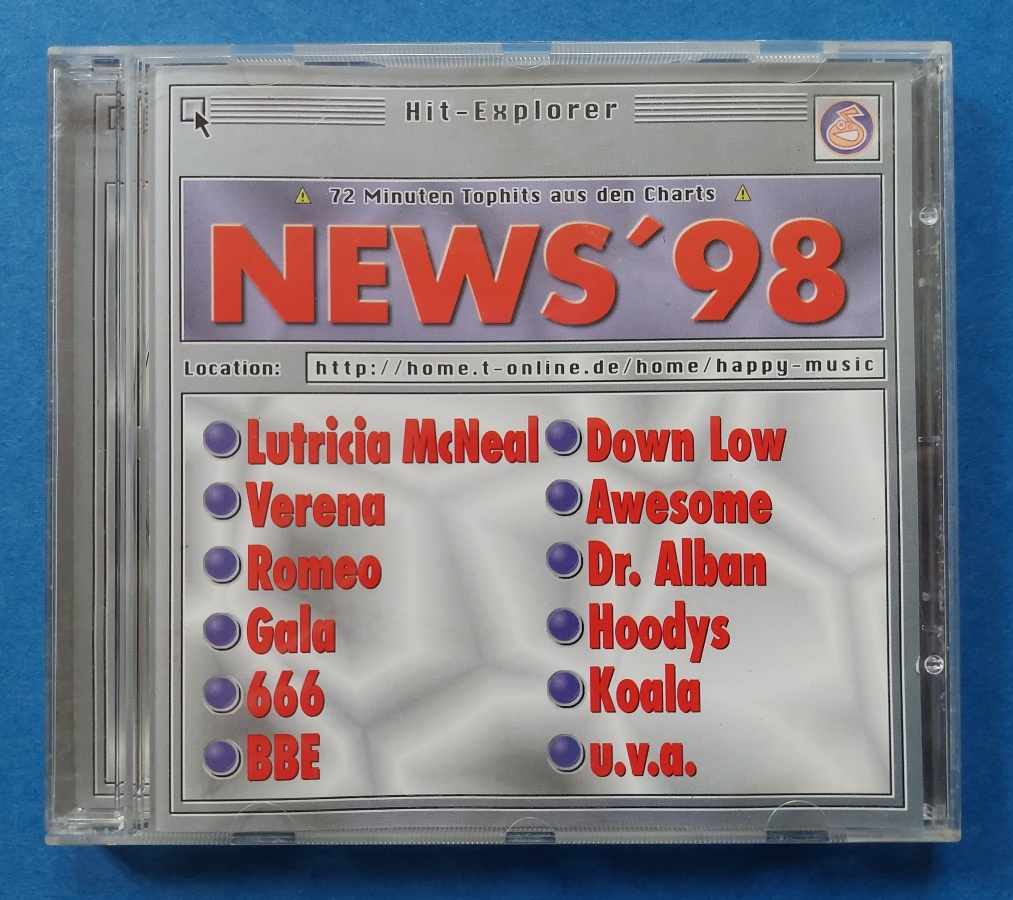 Hit-Explorer
72 Minuten Tophits aus den Charts
NEWS´98
Location: http://home.t-online.de/home/happy-music
Lutricia McNeal
Verena
Romeo
Gala
666
BBE
Down Low
Awesome
Dr. Alban
Hoodys
Koala
u.v.a.